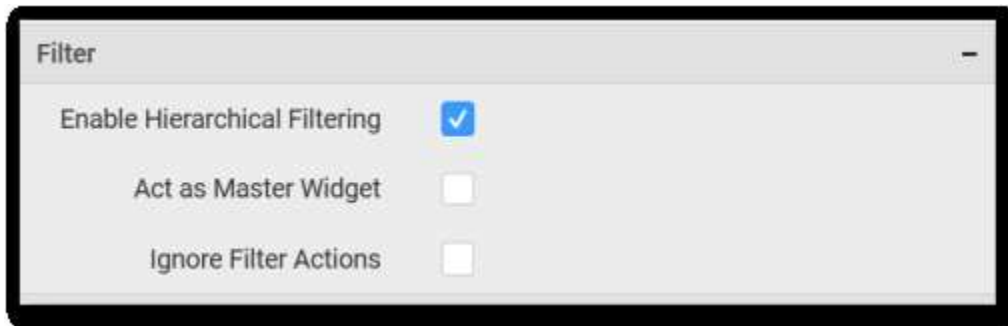 Filter
Enable Hierarchical Filtering
Act as Master Widget
Ignore Filter Actions